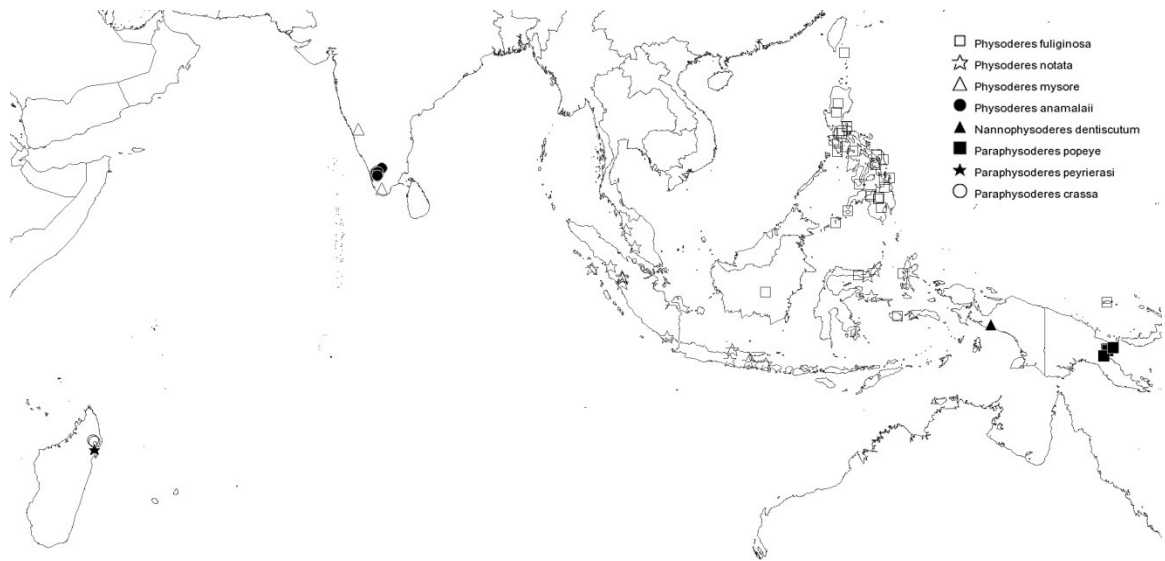 Physoderes fuliginosa
Physoderes notata
Physoderes mysore
Physoderes anamalaii
Nannophysoderes dentiscutum
Paraphysoderes popeye
Paraphysoderes peyrierasi
Paraphysoderes crassa